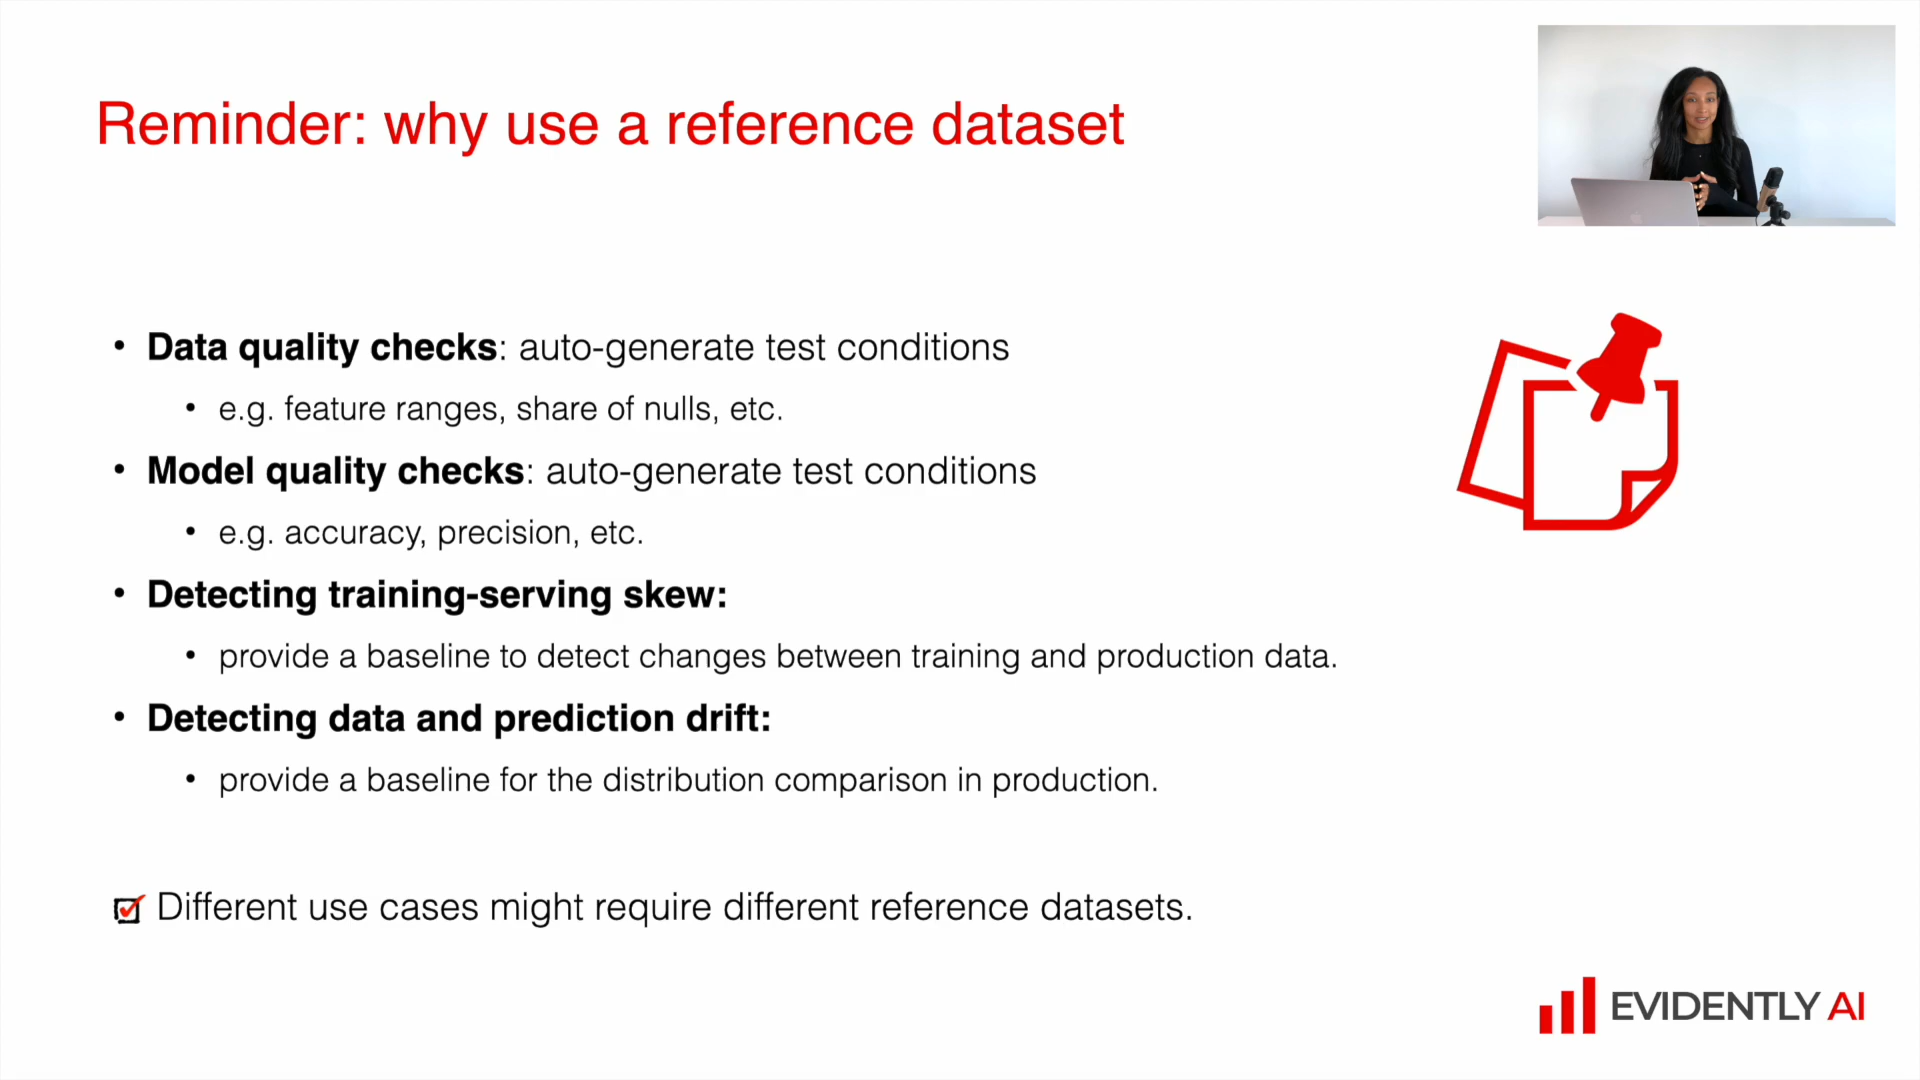 Reminder: why use a reference dataset
• Data quality checks: auto-generate test conditions
• e.g. feature ranges, share of nulls, etc.
• Model quality checks: auto-generate test conditions
• e.g. accuracy, precision, etc.
• Detecting training-serving skew:
• provide a baseline to detect changes between training and production data.
• Detecting data and prediction drift:
• provide a baseline for the distribution comparison in production.
Different use cases might require different reference datasets.
EVIDENTLY AI